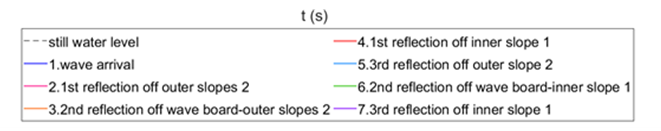 t (s)
still water level
1.wave arrival
2.1st reflection off outer slopes 2
3.2nd reflection off wave board-outer slopes 2
4.1st reflection off inner slope 1
5.3rd reflection off outer slope 2
6.2nd reflection off wave board-inner slope 1
7.3rd reflection off inner slope 1